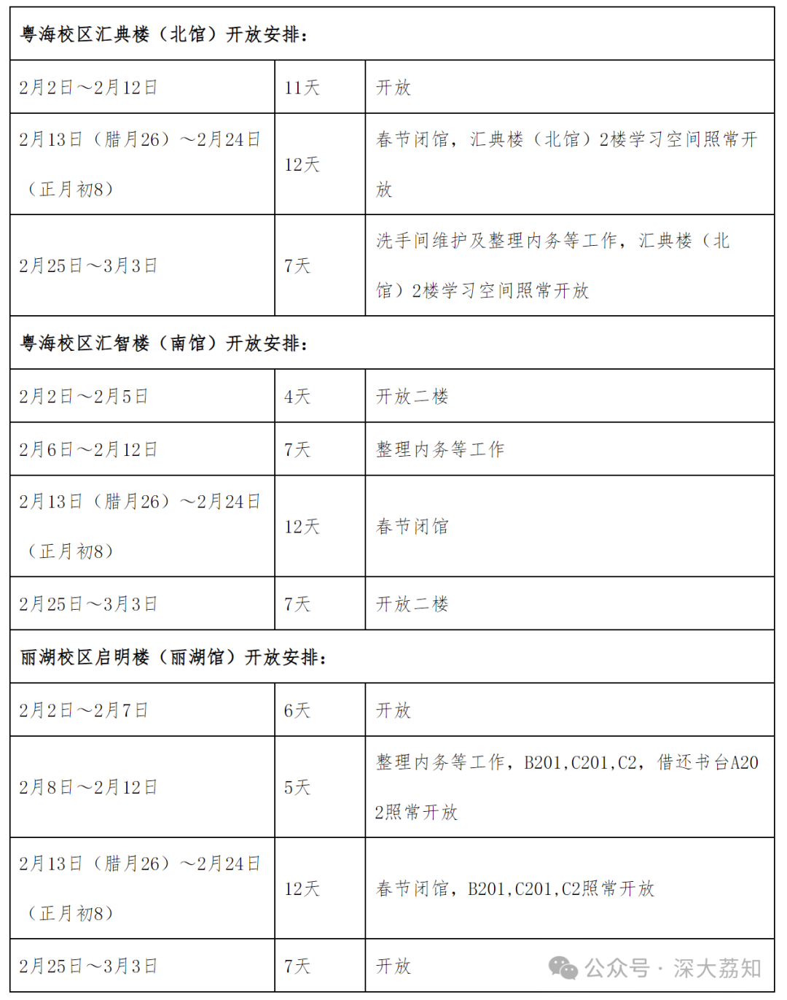 粤海校区汇典楼（北馆）开放安排：
2月2日～2月12日 11天 开放
2月13日（腊月26）～2月24日
（正月初8）
12天
春节闭馆，汇典楼（北馆）2楼学习空间照常开
放
2月25日～3月3日
7天
洗手间维护及整理内务等工作，汇典楼（北
馆）2楼学习空间照常开放
粤海校区汇智楼（南馆）开放安排：
2月2日～2月5日 4天 开放二楼
2月6日～2月12日 7天 整理内务等工作
2月13日（腊月26）～2月24日
（正月初8）
12天
春节闭馆
2月25日～3月3日 7天 开放二楼
丽湖校区启明楼（丽湖馆）开放安排：
2月2日～2月7日 6天 开放
2月8日～2月12日
5天
整理内务等工作，B201,C201,C2，借还书台A20
2照常开放
2月13日（腊月26）～2月24日
（正月初8）
12天
春节闭馆，B201,C201,C2照常开放
2月25日～3月3日 7天 开放
公众号·深大荔知